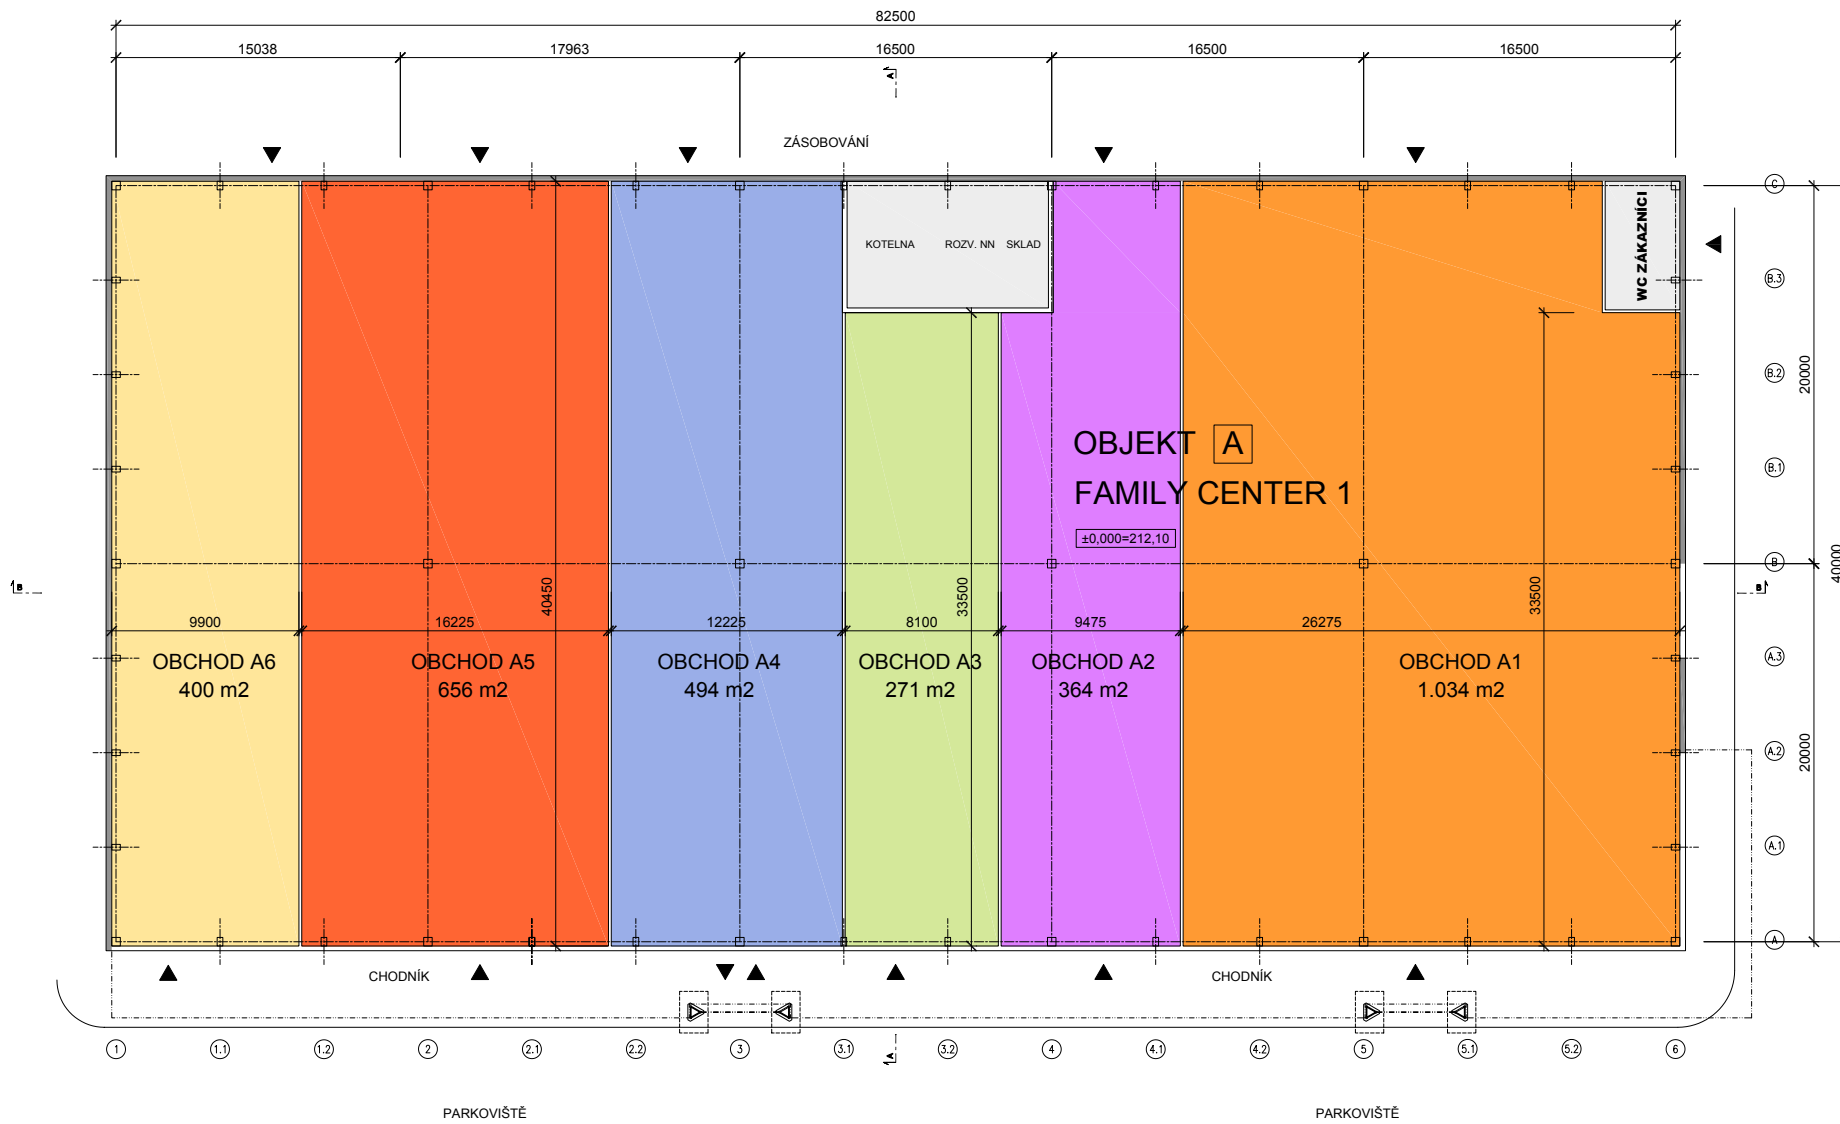 82500
15038 17963 16500 16500 16500
A
ZÁSOBOVÁNÍ
C
KOTELNA ROZV. NN SKLAD
WC ZÁKAZNÍCI
B.3
B.2
20000
OBJEKT A
B.1
FAMILY CENTER 1
±0,000=212,10
B
40000
B
B
40450
33500
33500
9900 16225 12225 8100 9475 26275
OBCHOD A6
400 m2
OBCHOD A5
656 m2
OBCHOD A4
494 m2
OBCHOD A3
271 m2
OBCHOD A2
364 m2
OBCHOD A1
1.034 m2
A.3
A.2
20000
A.1
A
CHODNÍK CHODNÍK
1 1.1 1.2 2 2.1 2.2 3 3.1 3.2 4 4.1 4.2 5 5.1 5.2 6
A
PARKOVIŠTĚ PARKOVIŠTĚ